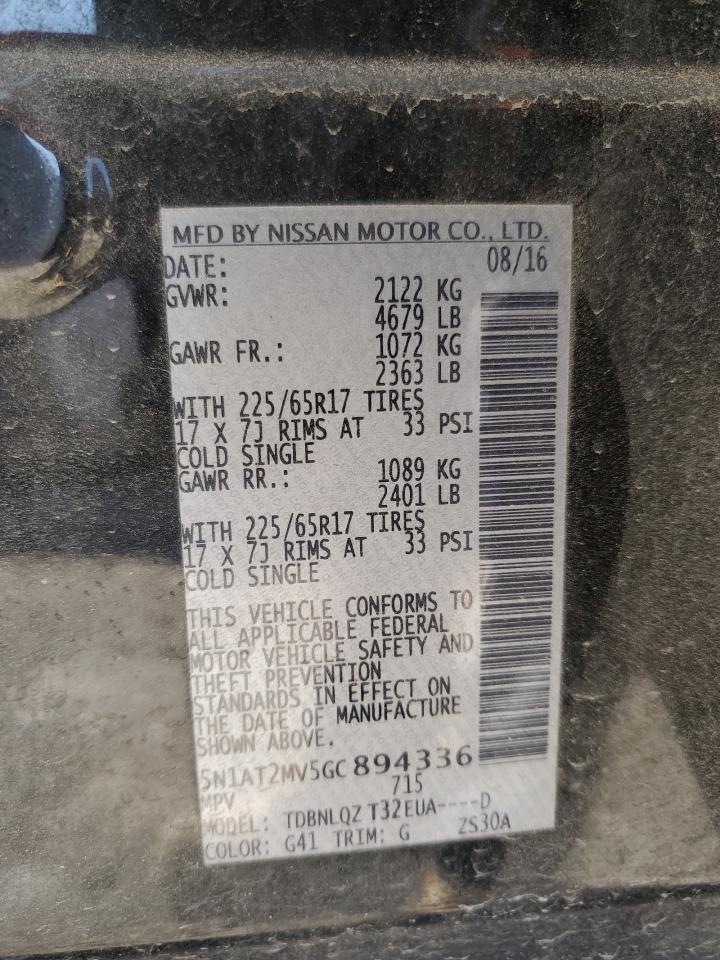 MFD BY NISSAN MOTOR CO., LTD.
DATE: 08/16
GVWR: 2122 KG
4679 LB
GAWR FR.: 1072 KG
2363 LB
WITH 225/65R17 TIRES
17 X 7J RIMS AT 33 PSI
COLD SINGLE
GAWR RR.: 1089 KG
2401 LB
WITH 225/65R17 TIRES
17 X 7J RIMS AT 33 PSI
COLD SINGLE
THIS VEHICLE CONFORMS TO
ALL APPLICABLE FEDERAL
MOTOR VEHICLE SAFETY AND
THEFT PREVENTION
STANDARDS IN EFFECT ON
THE DATE OF MANUFACTURE
SHOWN ABOVE.
5N1AT2MV5GC894336
MPV 715
MODEL: TDBNLQZ T32EUA----D
COLOR: G41 TRIM: G ZS30A